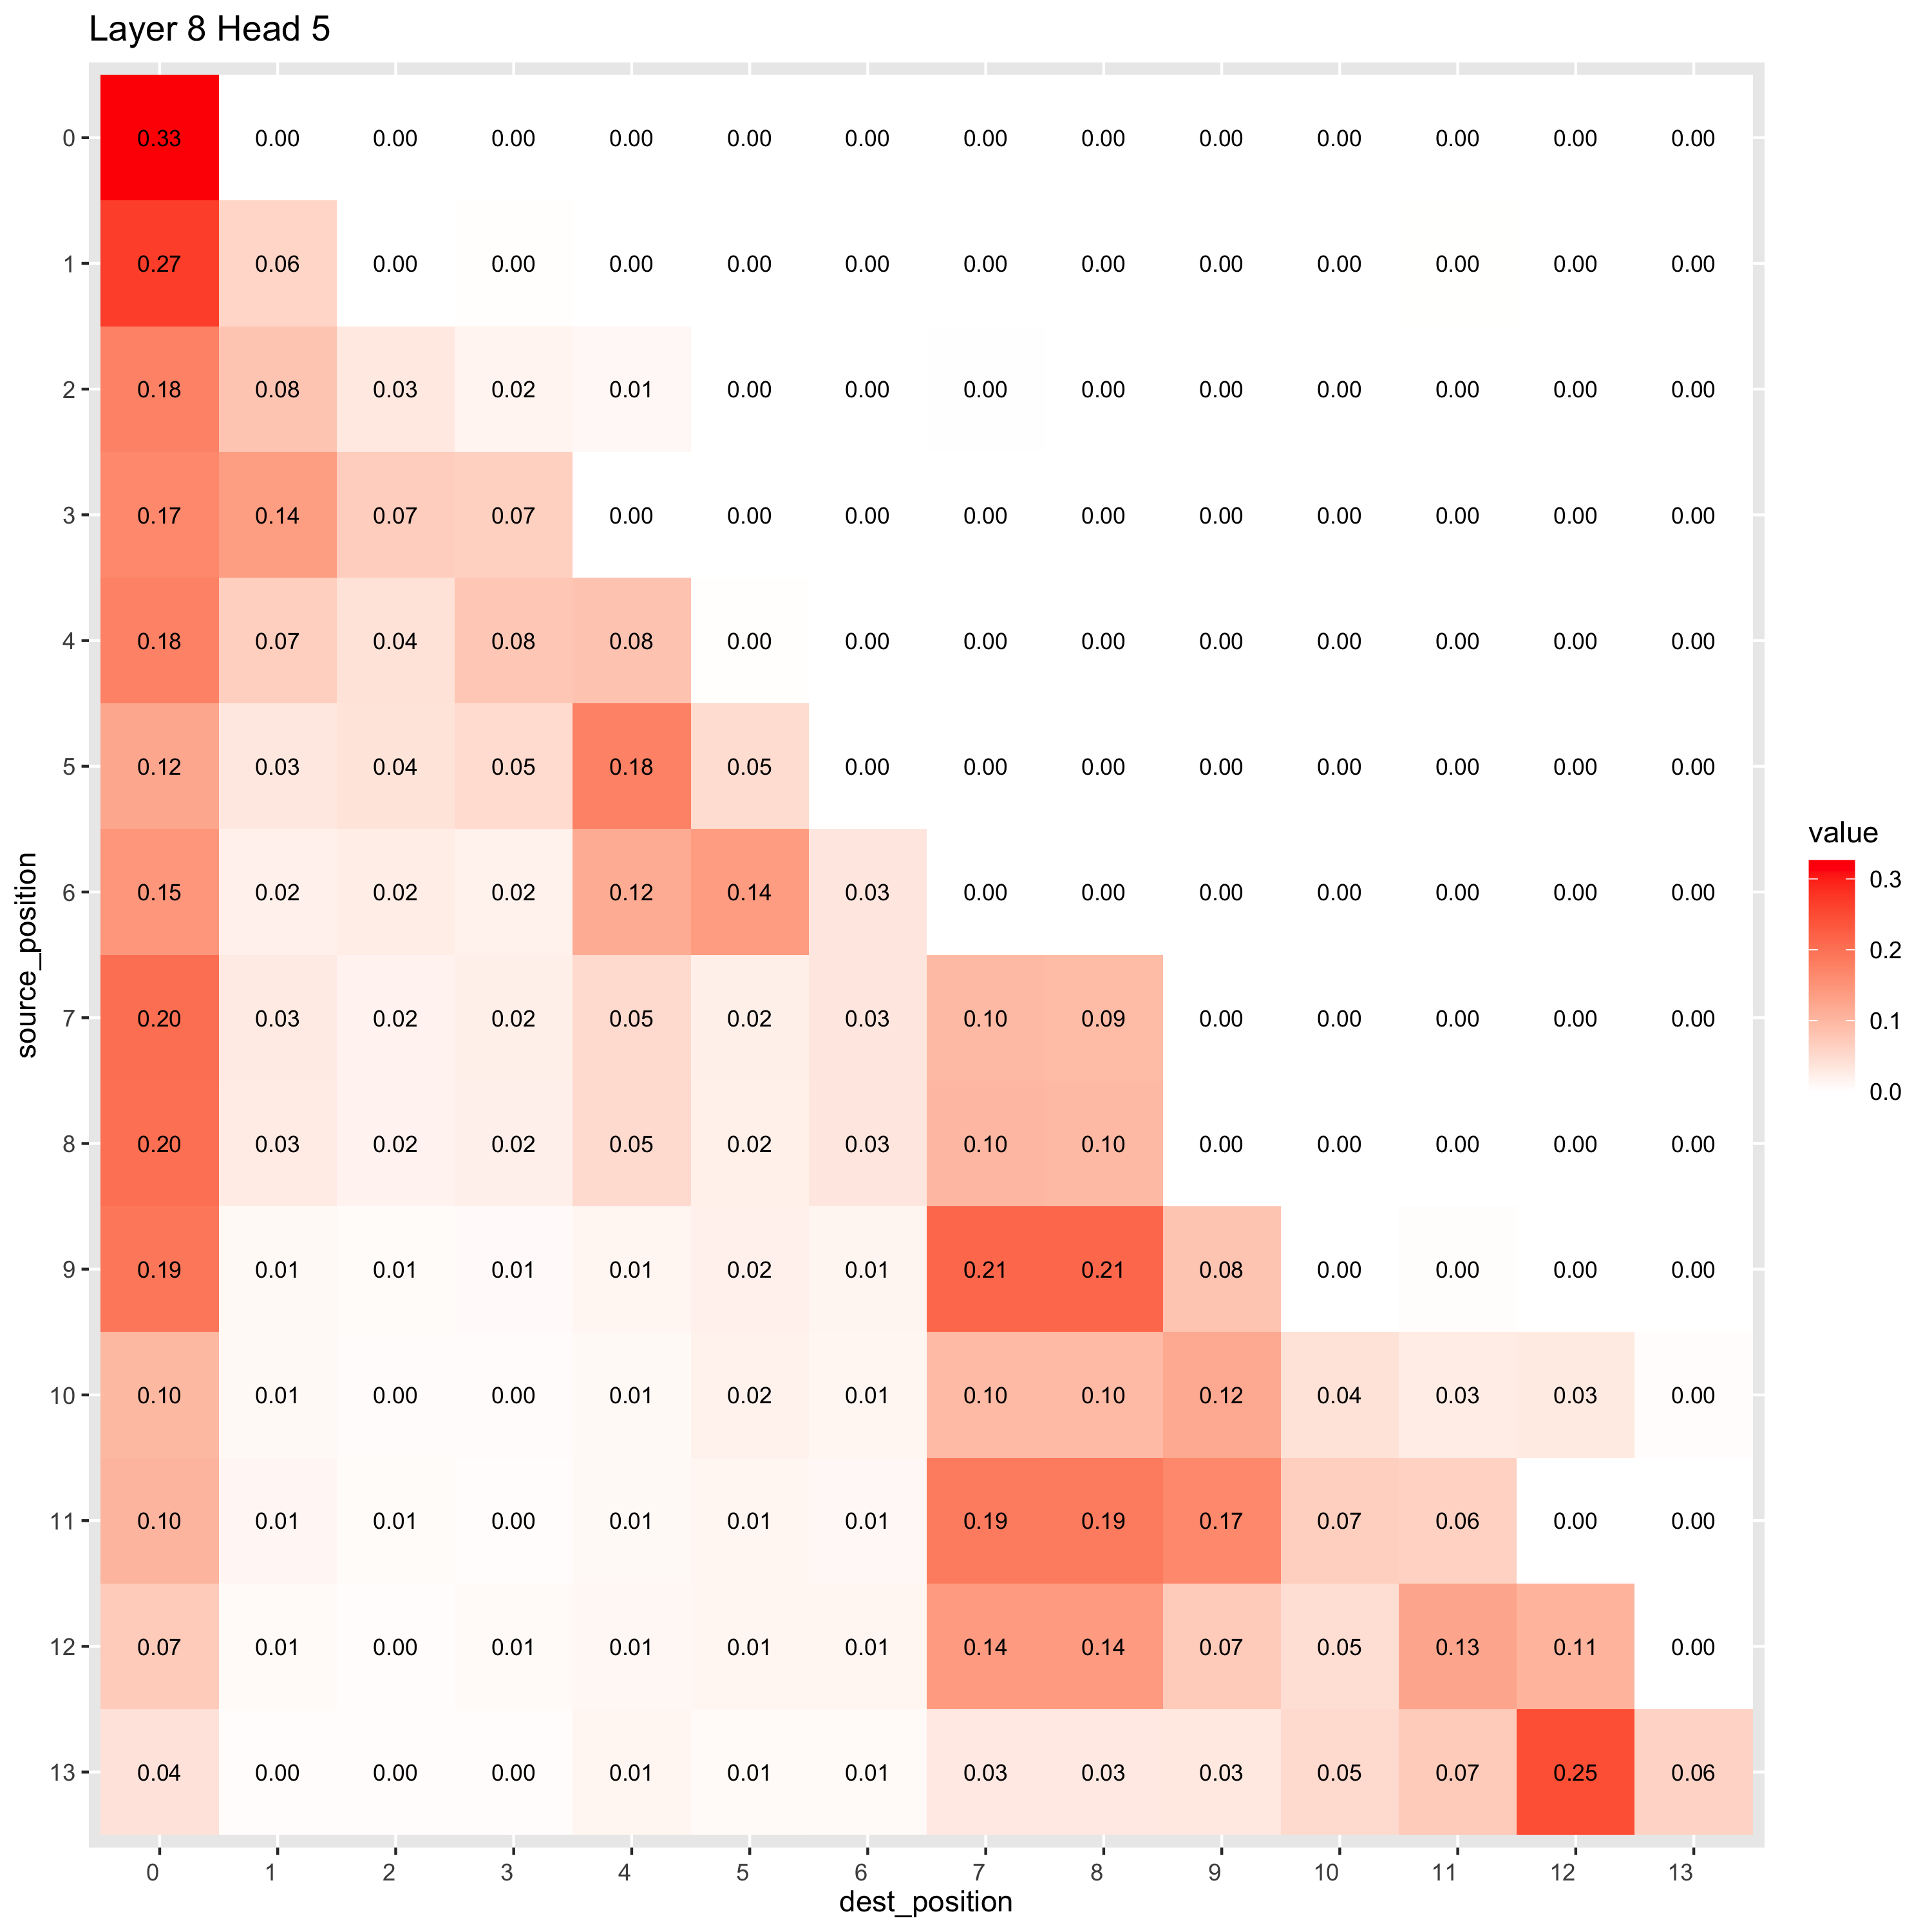 Layer 8 Head 5
0 0.33 0.00 0.00 0.00 0.00 0.00 0.00 0.00 0.00 0.00 0.00 0.00 0.00 0.00
1 0.27 0.06 0.00 0.00 0.00 0.00 0.00 0.00 0.00 0.00 0.00 0.00 0.00 0.00
2 0.18 0.08 0.03 0.02 0.01 0.00 0.00 0.00 0.00 0.00 0.00 0.00 0.00 0.00
3 0.17 0.14 0.07 0.07 0.00 0.00 0.00 0.00 0.00 0.00 0.00 0.00 0.00 0.00
4 0.18 0.07 0.04 0.08 0.08 0.00 0.00 0.00 0.00 0.00 0.00 0.00 0.00 0.00
5 0.12 0.03 0.04 0.05 0.18 0.05 0.00 0.00 0.00 0.00 0.00 0.00 0.00 0.00
6 0.15 0.02 0.02 0.02 0.12 0.14 0.03 0.00 0.00 0.00 0.00 0.00 0.00 0.00
7 0.20 0.03 0.02 0.02 0.05 0.02 0.03 0.10 0.09 0.00 0.00 0.00 0.00 0.00
8 0.20 0.03 0.02 0.02 0.05 0.02 0.03 0.10 0.10 0.00 0.00 0.00 0.00 0.00
9 0.19 0.01 0.01 0.01 0.01 0.02 0.01 0.21 0.21 0.08 0.00 0.00 0.00 0.00
10 0.10 0.01 0.00 0.00 0.01 0.02 0.01 0.10 0.10 0.12 0.04 0.03 0.03 0.00
11 0.10 0.01 0.01 0.00 0.01 0.01 0.01 0.19 0.19 0.17 0.07 0.06 0.00 0.00
12 0.07 0.01 0.00 0.01 0.01 0.01 0.01 0.14 0.14 0.07 0.05 0.13 0.11 0.00
13 0.04 0.00 0.00 0.00 0.01 0.01 0.01 0.03 0.03 0.03 0.05 0.07 0.25 0.06
0 1 2 3 4 5 6 7 8 9 10 11 12 13
dest_position
source_position
value
0.3
0.2
0.1
0.0